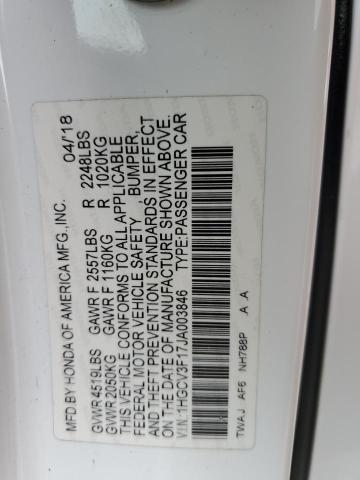 MFD. BY HONDA OF AMERICA MFG.,INC. 04/18
GVWR 4519LBS GAWR F 2557LBS R 2248LBS
GVWR 2050KG GAWR F 1160KG R 1020KG
THIS VEHICLE CONFORMS TO ALL APPLICABLE
FEDERAL MOTOR VEHICLE SAFETY BUMPER,
AND THEFT PREVENTION STANDARDS IN EFFECT
ON THE DATE OF MANUFACTURE SHOWN ABOVE.
V.I.N.:1HGCV3F17JA003846 TYPE:PASSENGER CAR
TWAJ AF6 NH788P A A